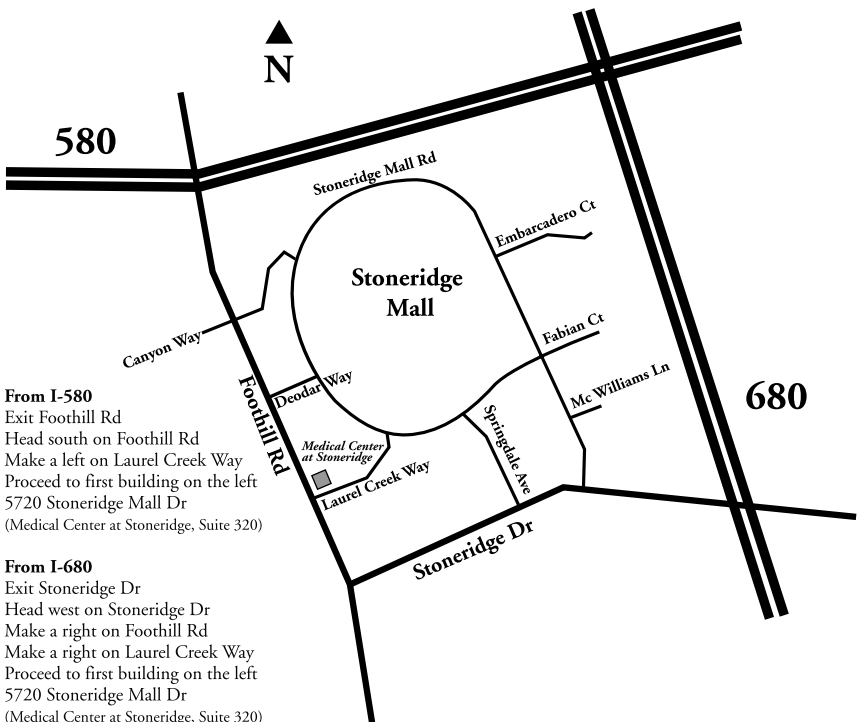 N
580
Stoneridge Mall Rd
Embarcadero Ct
Stoneridge
Mall
Canyon Way
Fabian Ct
Deodar Way
Mc Williams Ln
680
Foothill Rd
Springdale Ave
Medical Center
at Stoneridge
Laurel Creek Way
Stoneridge Dr
From I-580
Exit Foothill Rd
Head south on Foothill Rd
Make a left on Laurel Creek Way
Proceed to first building on the left
5720 Stoneridge Mall Dr
(Medical Center at Stoneridge, Suite 320)
From I-680
Exit Stoneridge Dr
Head west on Stoneridge Dr
Make a right on Foothill Rd
Make a right on Laurel Creek Way
Proceed to first building on the left
5720 Stoneridge Mall Dr
(Medical Center at Stoneridge, Suite 320)